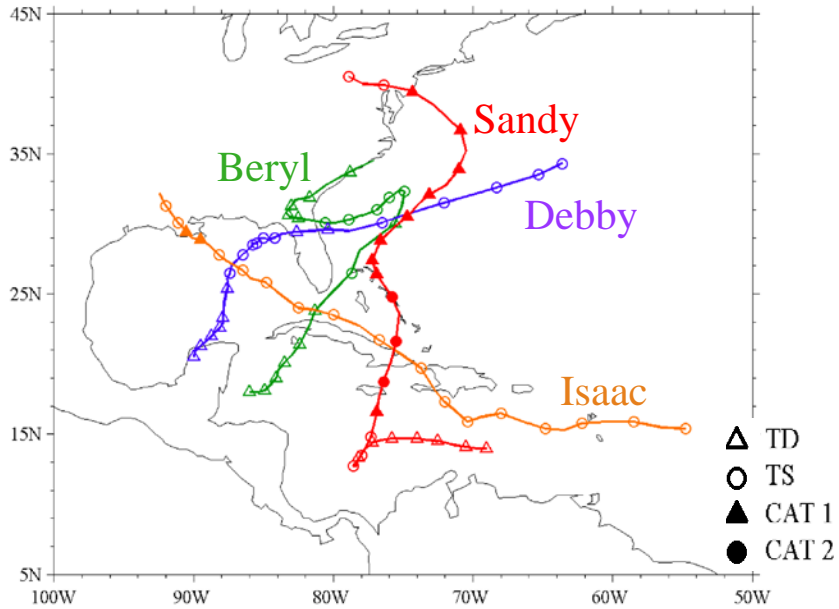 45N
Sandy
35N
Beryl
Debby
25N
Isaac
15N
TD
TS
CAT 1
CAT 2
5N
100W 90W 80W 70W 60W 50W